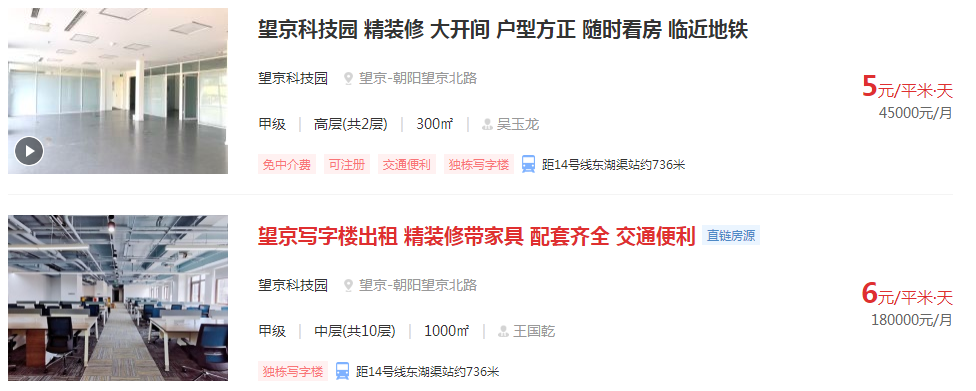 望京科技园 精装修 大开间 户型方正 随时看房 临近地铁
望京科技园 望京-朝阳望京北路
5元/平米·天
45000元/月
甲级 | 高层(共2层) | 300㎡ | 吴玉龙
免中介费 可注册 交通便利 独栋写字楼 距14号线东湖渠站约736米
望京写字楼出租 精装修带家具 配套齐全 交通便利 直链房源
望京科技园 望京-朝阳望京北路
6元/平米·天
180000元/月
甲级 | 中层(共10层) | 1000㎡ | 王国乾
独栋写字楼 距14号线东湖渠站约736米